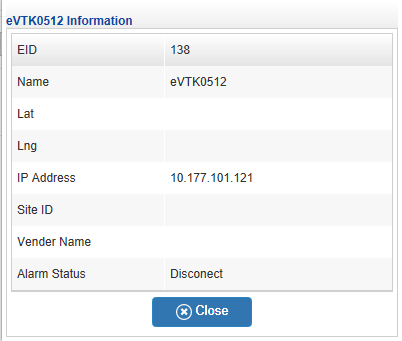 eVTK0512 Information
EID 138
Name eVTK0512
Lat
Lng
IP Address 10.177.101.121
Site ID
Vender Name
Alarm Status Disconect
Close